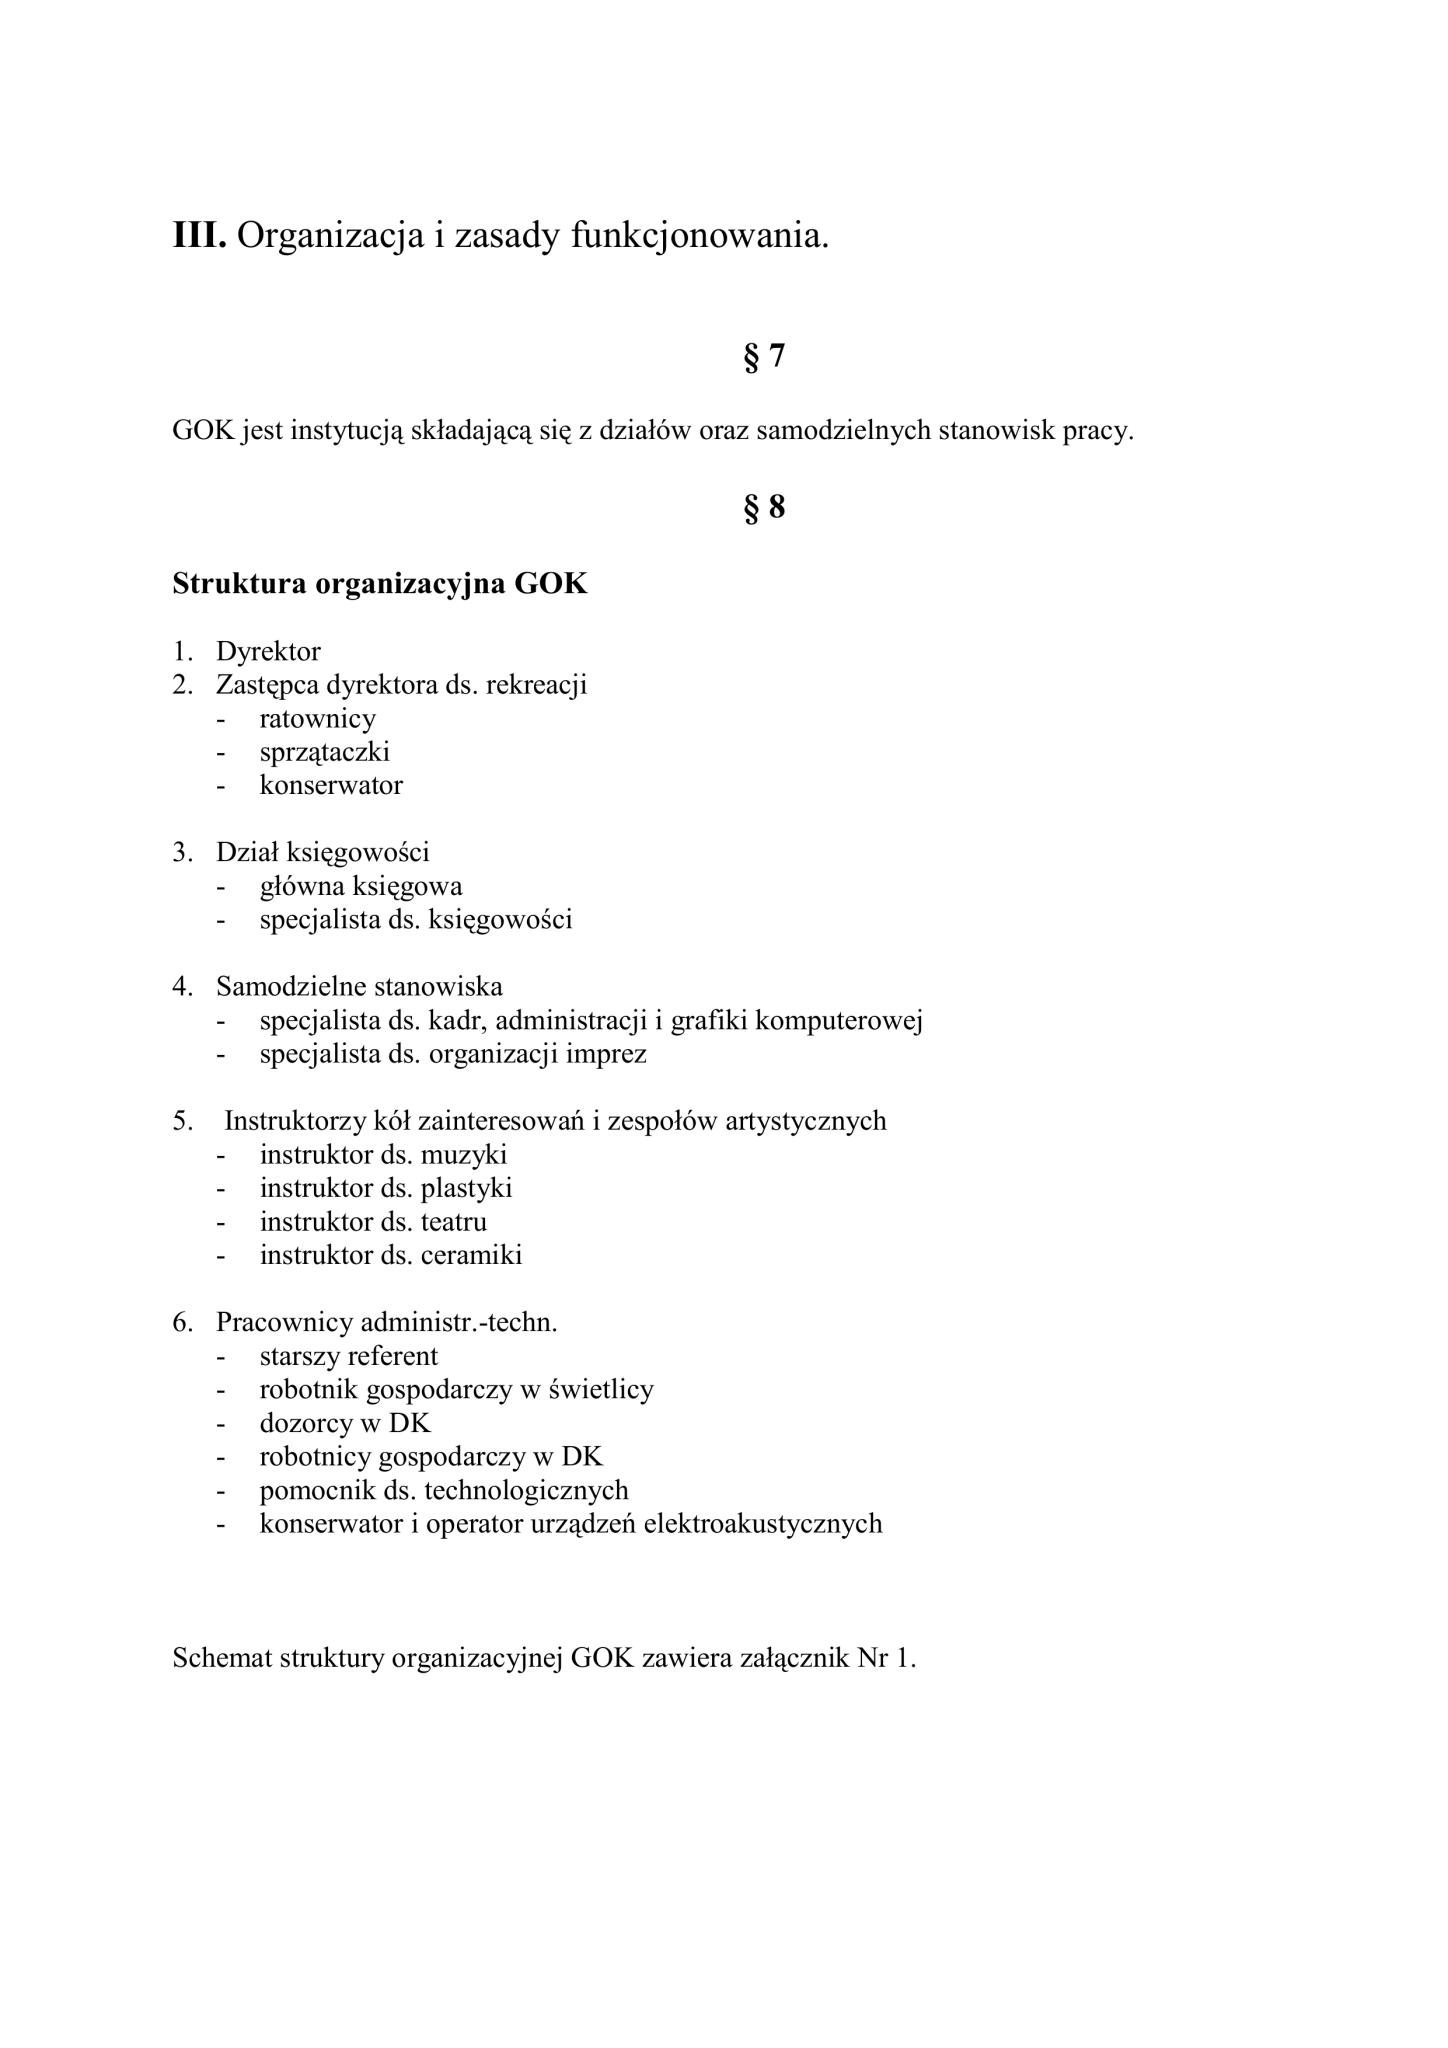 III. Organizacja i zasady funkcjonowania.
§ 7
GOK jest instytucją składającą się z działów oraz samodzielnych stanowisk pracy.
§ 8
Struktura organizacyjna GOK
1. Dyrektor
2. Zastępca dyrektora ds. rekreacji
- ratownicy
- sprzątaczki
- konserwator
3. Dział księgowości
- główna księgowa
- specjalista ds. księgowości
4. Samodzielne stanowiska
- specjalista ds. kadr, administracji i grafiki komputerowej
- specjalista ds. organizacji imprez
5. Instruktorzy kół zainteresowań i zespołów artystycznych
- instruktor ds. muzyki
- instruktor ds. plastyki
- instruktor ds. teatru
- instruktor ds. ceramiki
6. Pracownicy administr.-techn.
- starszy referent
- robotnik gospodarczy w świetlicy
- dozorcy w DK
- robotnicy gospodarczy w DK
- pomocnik ds. technologicznych
- konserwator i operator urządzeń elektroakustycznych
Schemat struktury organizacyjnej GOK zawiera załącznik Nr 1.